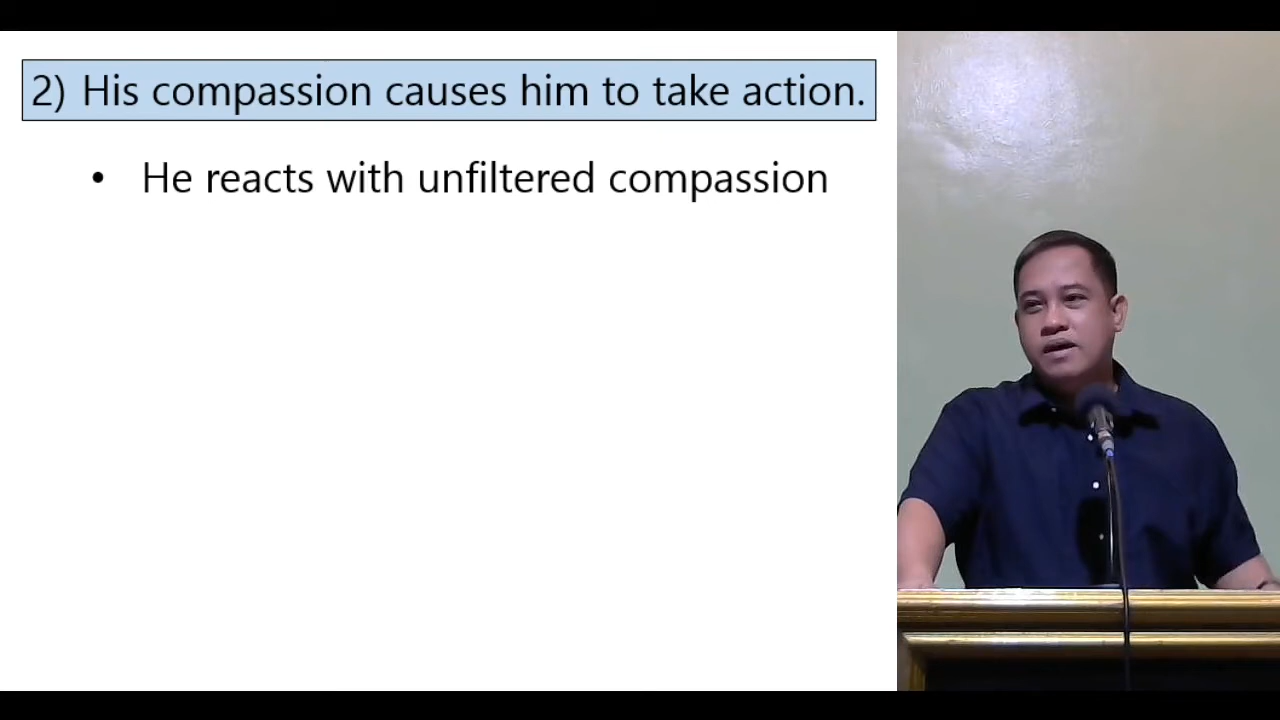 2) His compassion causes him to take action.
• He reacts with unfiltered compassion